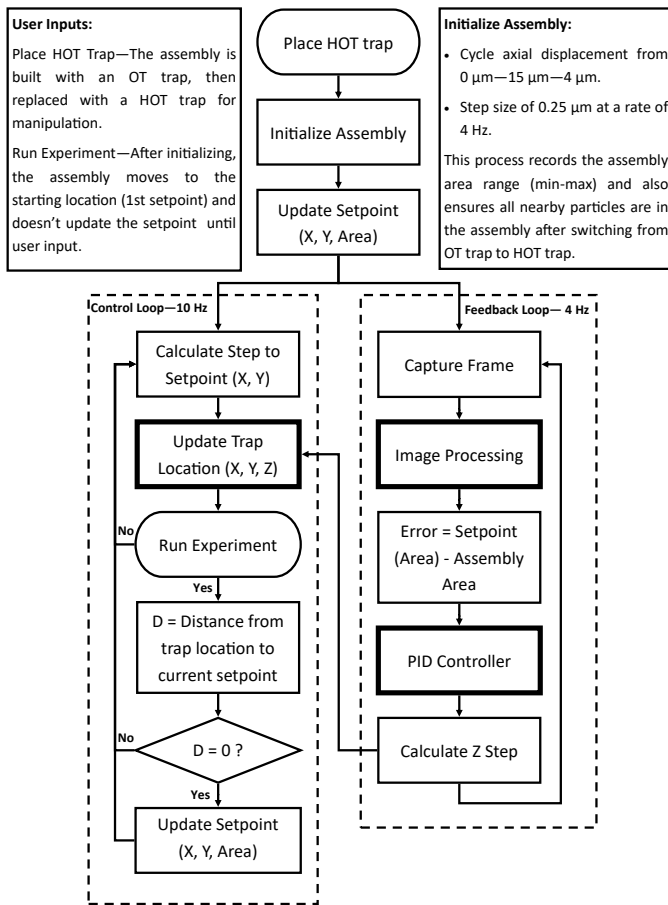 User Inputs:
Place HOT Trap—The assembly is
built with an OT trap, then
replaced with a HOT trap for
manipulation.
Run Experiment—After initializing,
the assembly moves to the
starting location (1st setpoint) and
doesn't update the setpoint until
user input.
Place HOT trap
Initialize Assembly
Update Setpoint
(X, Y, Area)
Initialize Assembly:
• Cycle axial displacement from
0 µm—15 µm—4 µm.
• Step size of 0.25 µm at a rate of
4 Hz.
This process records the assembly
area range (min-max) and also
ensures all nearby particles are in
the assembly after switching from
OT trap to HOT trap.
Control Loop—10 Hz
Calculate Step to
Setpoint (X, Y)
Update Trap
Location (X, Y, Z)
No
Run Experiment
Yes
D = Distance from
trap location to
current setpoint
No
D = 0 ?
Yes
Update Setpoint
(X, Y, Area)
Feedback Loop— 4 Hz
Capture Frame
Image Processing
Error = Setpoint
(Area) - Assembly
Area
PID Controller
Calculate Z Step